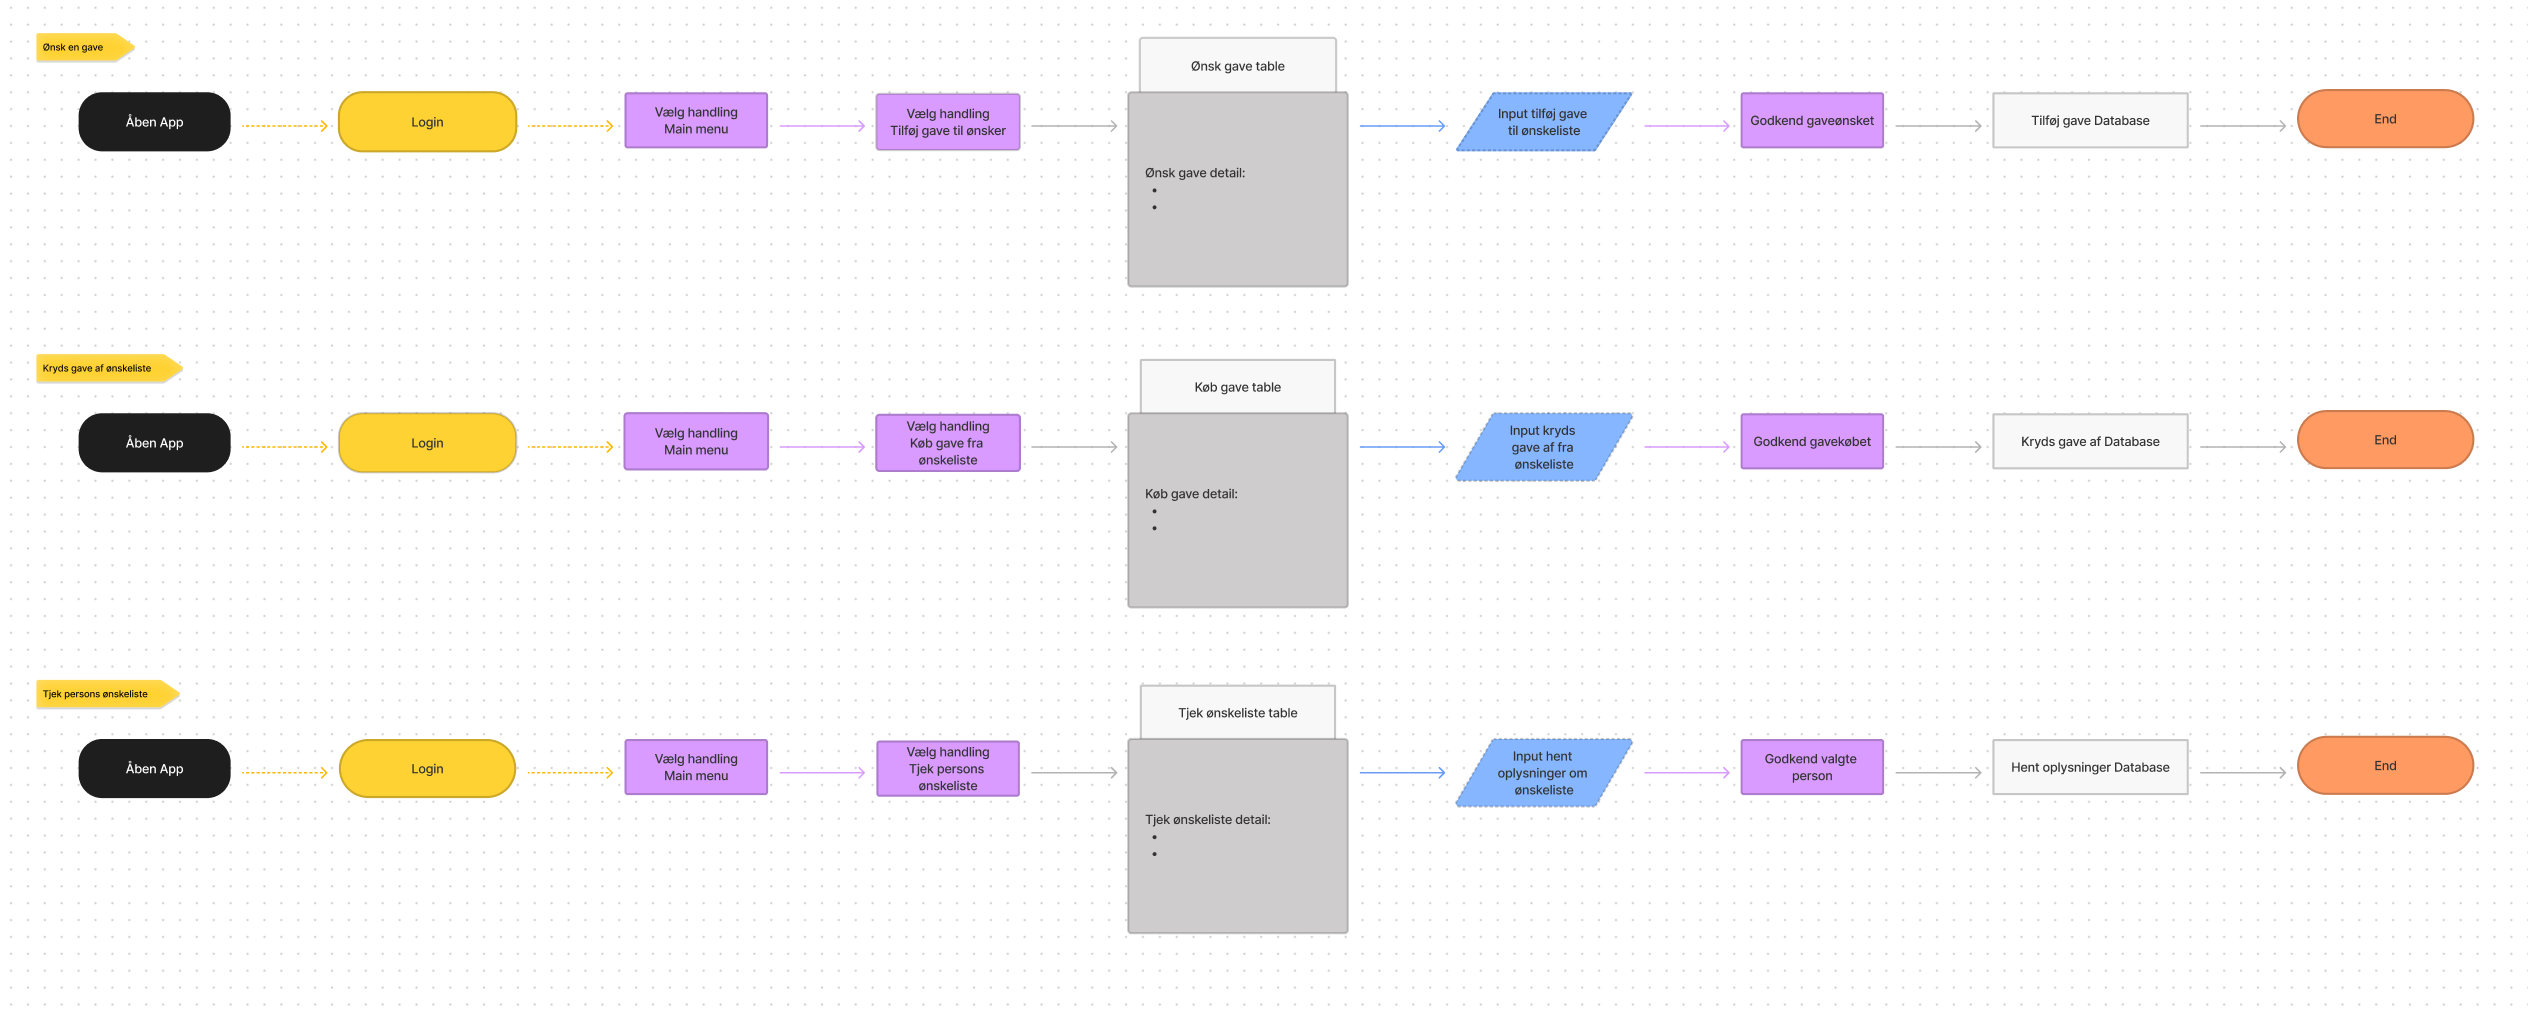 Ønsk en gave
Åben App
Login
Vælg handling
Main menu
Vælg handling
Tilføj gave til ønsker
Ønsk gave table
Ønsk gave detail:
•
•
Input tilføj gave
til ønskeliste
Godkend gaveønsket
Tilføj gave Database
End
Kryds gave af ønskeliste
Åben App
Login
Vælg handling
Main menu
Vælg handling
Køb gave fra
ønskeliste
Køb gave table
Køb gave detail:
•
•
Input kryds
gave af fra
ønskeliste
Godkend gavekøbet
Kryds gave af Database
End
Tjek persons ønskeliste
Åben App
Login
Vælg handling
Main menu
Vælg handling
Tjek persons
ønskeliste
Tjek ønskeliste table
Tjek ønskeliste detail:
•
•
Input hent
oplysninger om
ønskeliste
Godkend valgte
person
Hent oplysninger Database
End